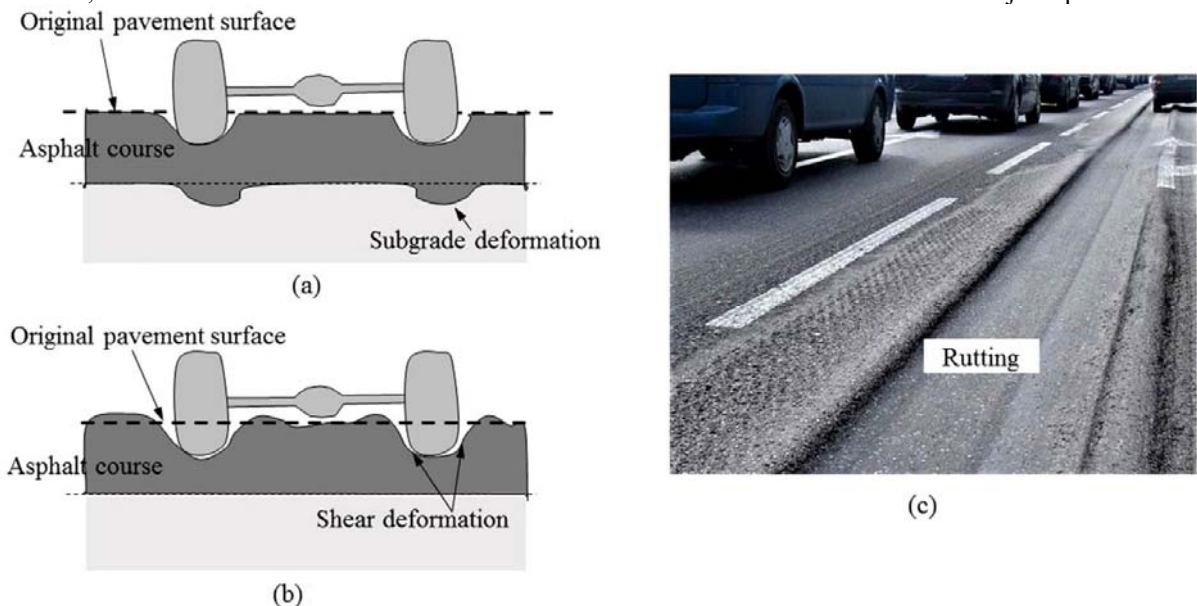 Original pavement surface
Asphalt course
Subgrade deformation
(a)
Original pavement surface
Asphalt course
Shear deformation
(b)
Rutting
(c)